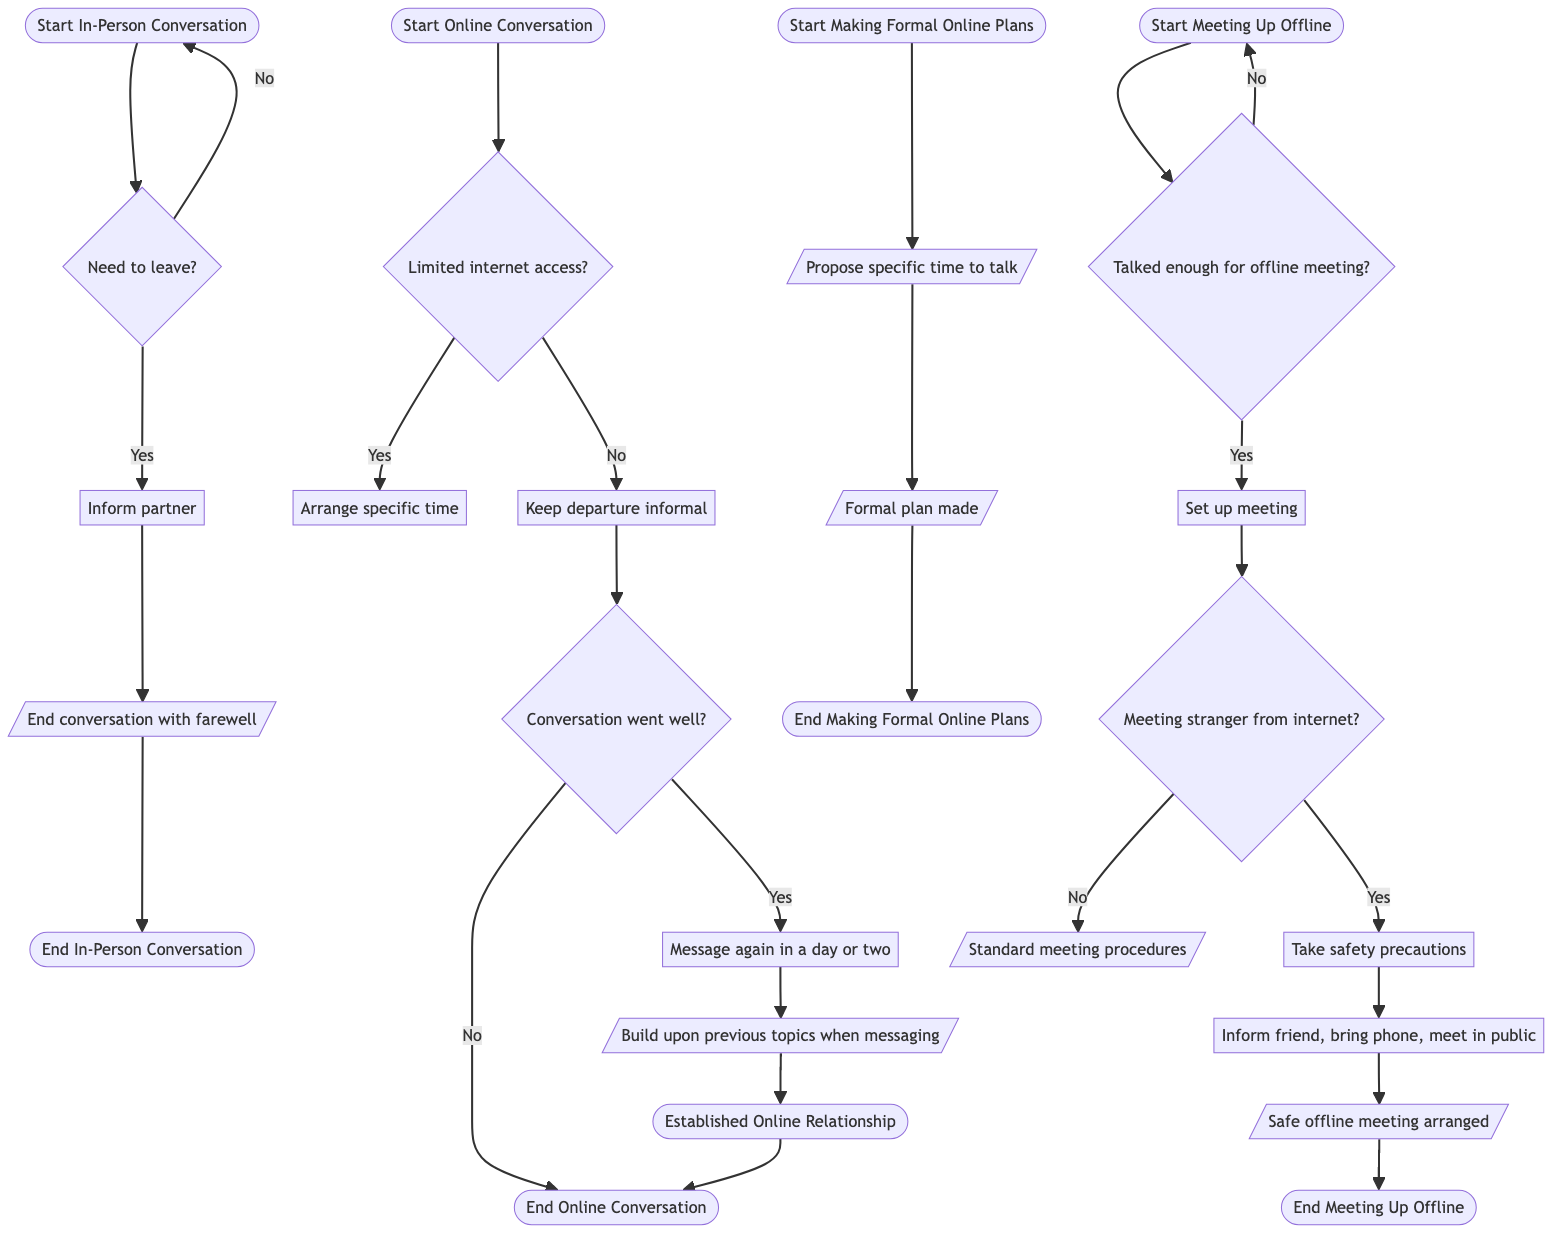 Start In-Person Conversation
Start Online Conversation
Start Making Formal Online Plans
Start Meeting Up Offline
No
No
Need to leave?
Limited internet access?
Propose specific time to talk
Talked enough for offline meeting?
Yes
Yes
No
Yes
Inform partner
Arrange specific time
Keep departure informal
Formal plan made
Set up meeting
End conversation with farewell
Conversation went well?
End Making Formal Online Plans
Meeting stranger from internet?
Yes
No
Yes
End In-Person Conversation
Message again in a day or two
Standard meeting procedures
Take safety precautions
No
Build upon previous topics when messaging
Inform friend, bring phone, meet in public
Established Online Relationship
Safe offline meeting arranged
End Online Conversation
End Meeting Up Offline